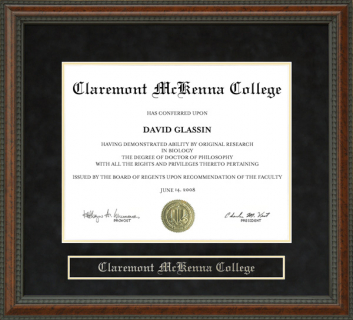 Claremont McKenna College
HAS CONFERRED UPON
DAVID GLASSIN
HAVING DEMONSTRATED ABILITY BY ORIGINAL RESEARCH
IN BIOLOGY
THE DEGREE OF DOCTOR OF PHILOSOPHY
WITH ALL THE RIGHTS AND PRIVILEGES THERETO PERTAINING
ISSUED BY THE BOARD OF REGENTS UPON RECOMMENDATION OF THE FACULTY
JUNE 14, 2008
PROVOST
PRESIDENT
Claremont McKenna College